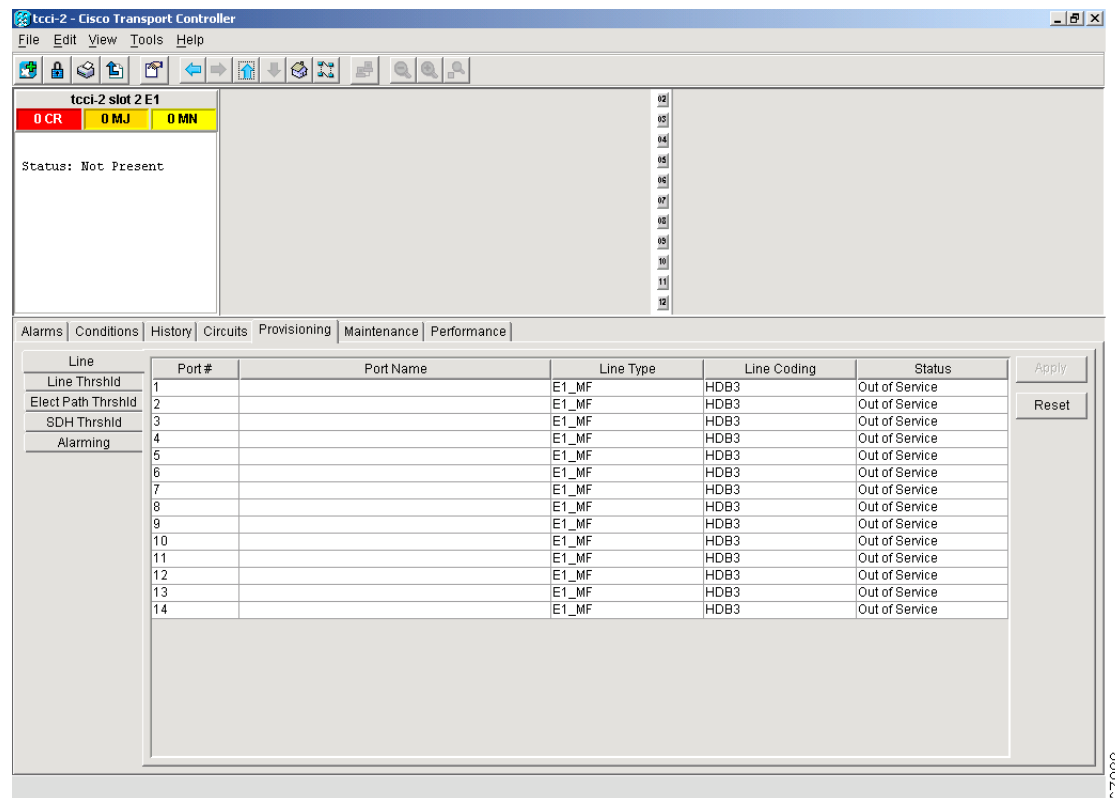 tcci-2 - Cisco Transport Controller
File Edit View Tools Help
tcci-2 slot 2 E1
0 CR 0 MJ 0 MN
Status: Not Present
02
03
04
05
06
07
08
09
10
11
12
Alarms Conditions History Circuits Provisioning Maintenance Performance
Line
Line Thrshld
Elect Path Thrshld
SDH Thrshld
Alarming
Port # Port Name Line Type Line Coding Status
1 E1_MF HDB3 Out of Service
2 E1_MF HDB3 Out of Service
3 E1_MF HDB3 Out of Service
4 E1_MF HDB3 Out of Service
5 E1_MF HDB3 Out of Service
6 E1_MF HDB3 Out of Service
7 E1_MF HDB3 Out of Service
8 E1_MF HDB3 Out of Service
9 E1_MF HDB3 Out of Service
10 E1_MF HDB3 Out of Service
11 E1_MF HDB3 Out of Service
12 E1_MF HDB3 Out of Service
13 E1_MF HDB3 Out of Service
14 E1_MF HDB3 Out of Service
Apply
Reset